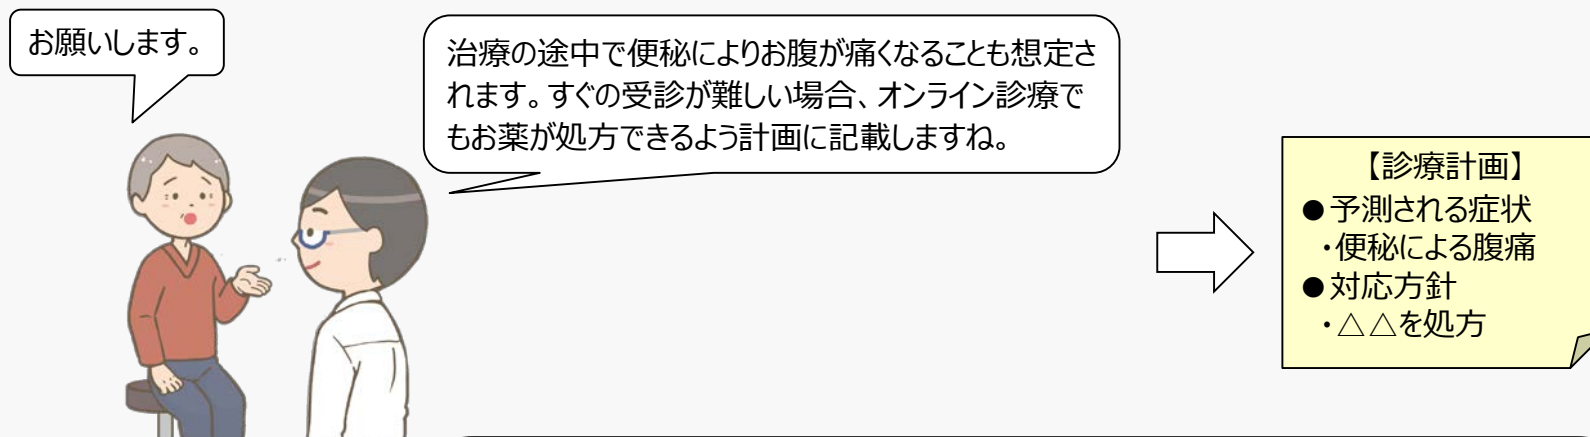 お願いします。
治療の途中で便秘によりお腹が痛くなることも想定さ
れます。すぐの受診が難しい場合、オンライン診療で
もお薬が処方できるよう計画に記載しますね。
【診療計画】
●予測される症状
・便秘による腹痛
●対応方針
・△△を処方